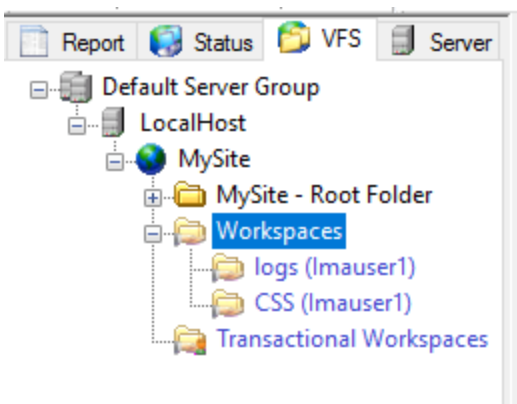 Report Status VFS Server
Default Server Group
LocalHost
MySite
MySite - Root Folder
Workspaces
logs (Imauser1)
CSS (Imauser1)
Transactional Workspaces